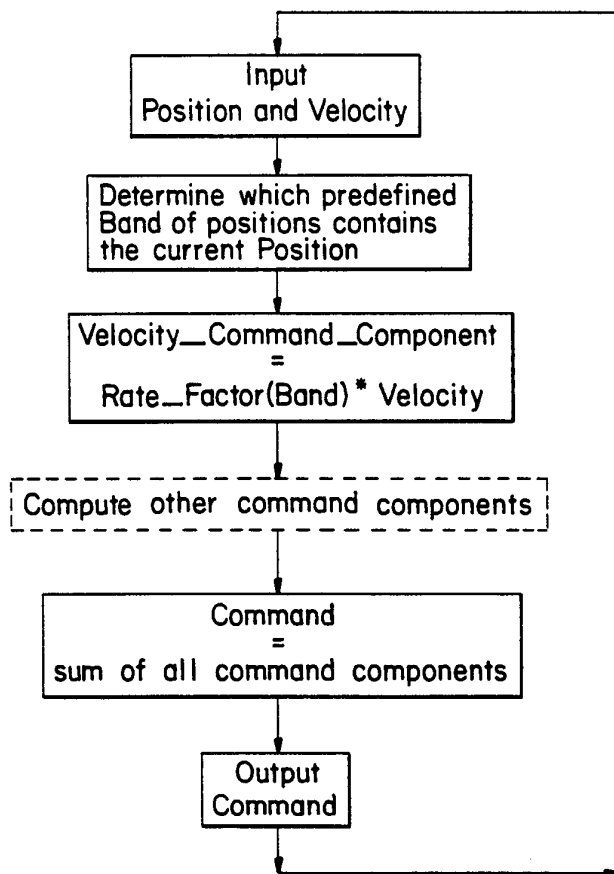 Input
Position and Velocity
Determine which predefined
Band of positions contains
the current Position
Velocity_Command_Component
=
Rate_Factor(Band)* Velocity
Compute other command components
Command
=
sum of all command components
Output
Command